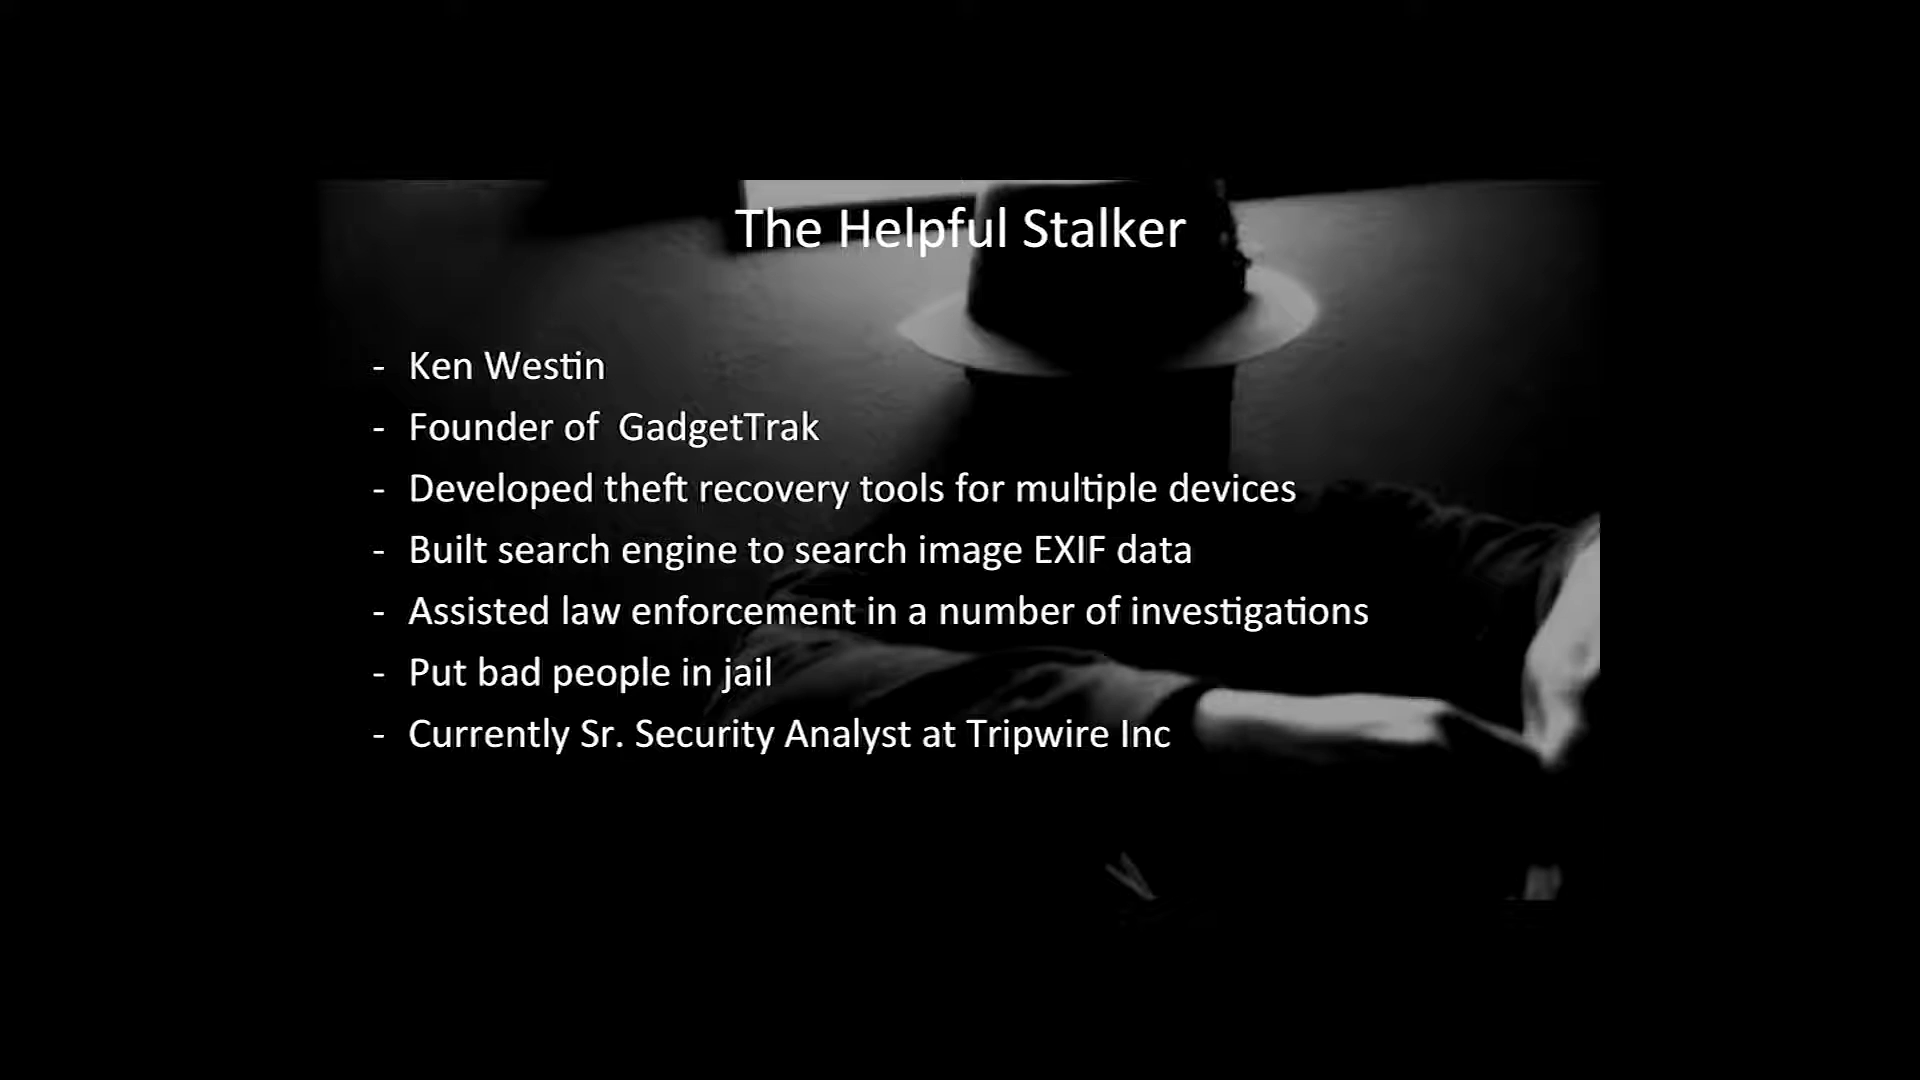 The Helpful Stalker
- Ken Westin
- Founder of  GadgetTrak
- Developed theft recovery tools for multiple devices
- Built search engine to search image EXIF data
- Assisted law enforcement in a number of investigations
- Put bad people in jail
- Currently Sr. Security Analyst at Tripwire Inc